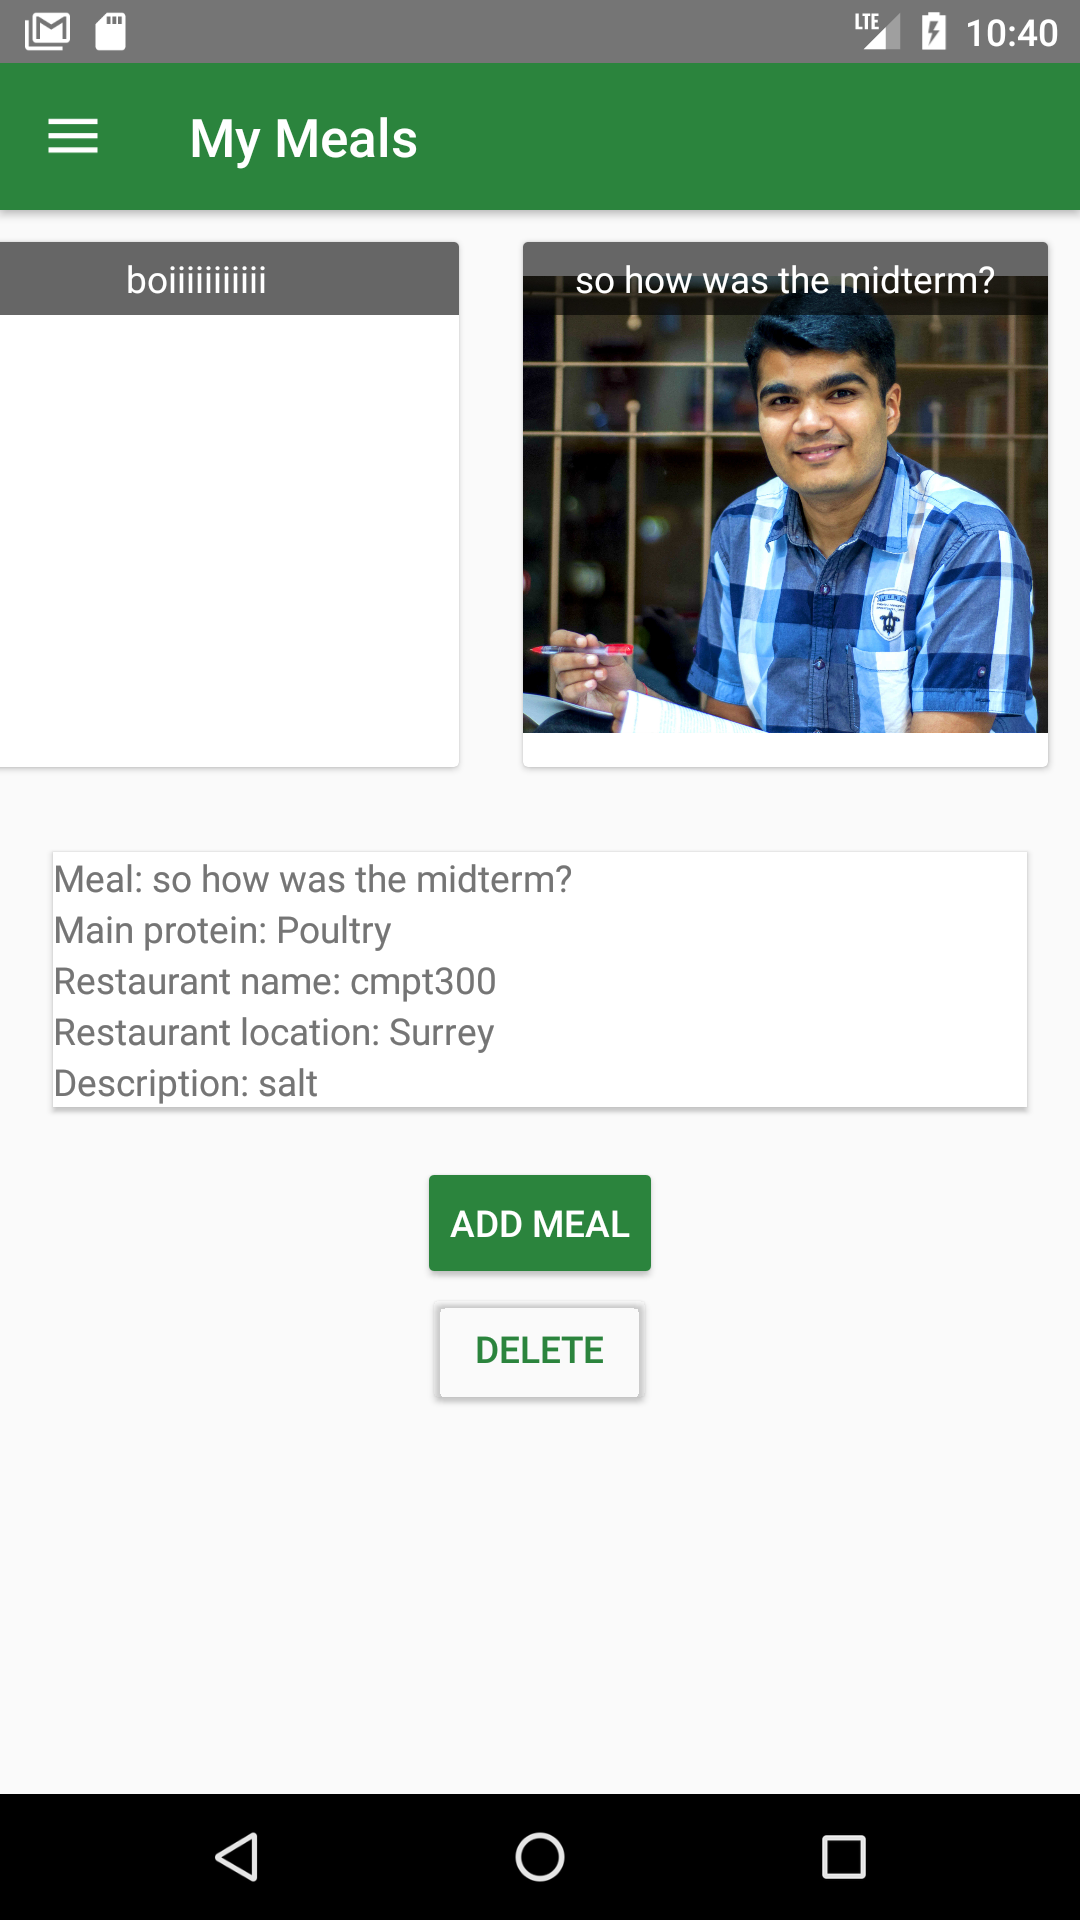 LTE 10:40
My Meals
boiiiiiiiiiii
so how was the midterm?
Meal: so how was the midterm?
Main protein: Poultry
Restaurant name: cmpt300
Restaurant location: Surrey
Description: salt
ADD MEAL
DELETE